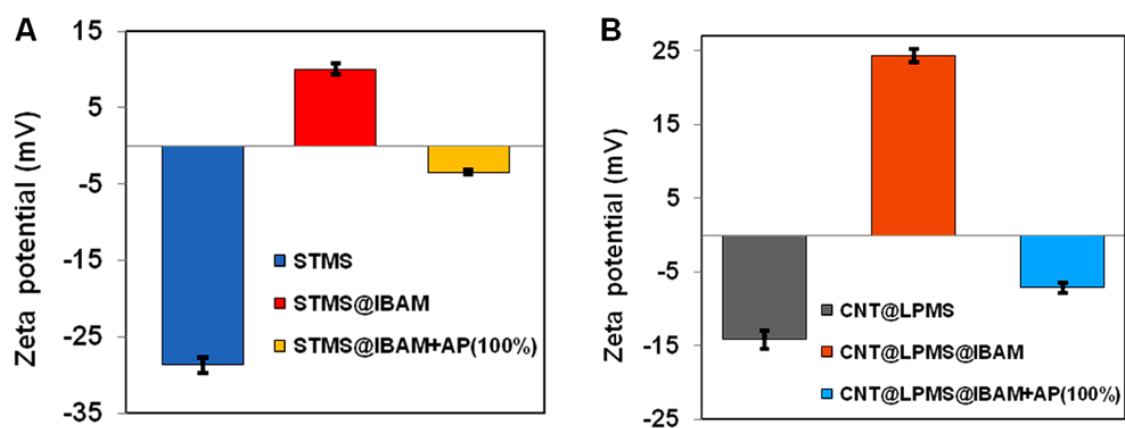 A
Zeta potential (mV)
15
5
-5
-15
-25
-35
STMS
STMS@IBAM
STMS@IBAM+AP(100%)
B
Zeta potential (mV)
25
15
5
-5
-15
-25
CNT@LPMS
CNT@LPMS@IBAM
CNT@LPMS@IBAM+AP(100%)